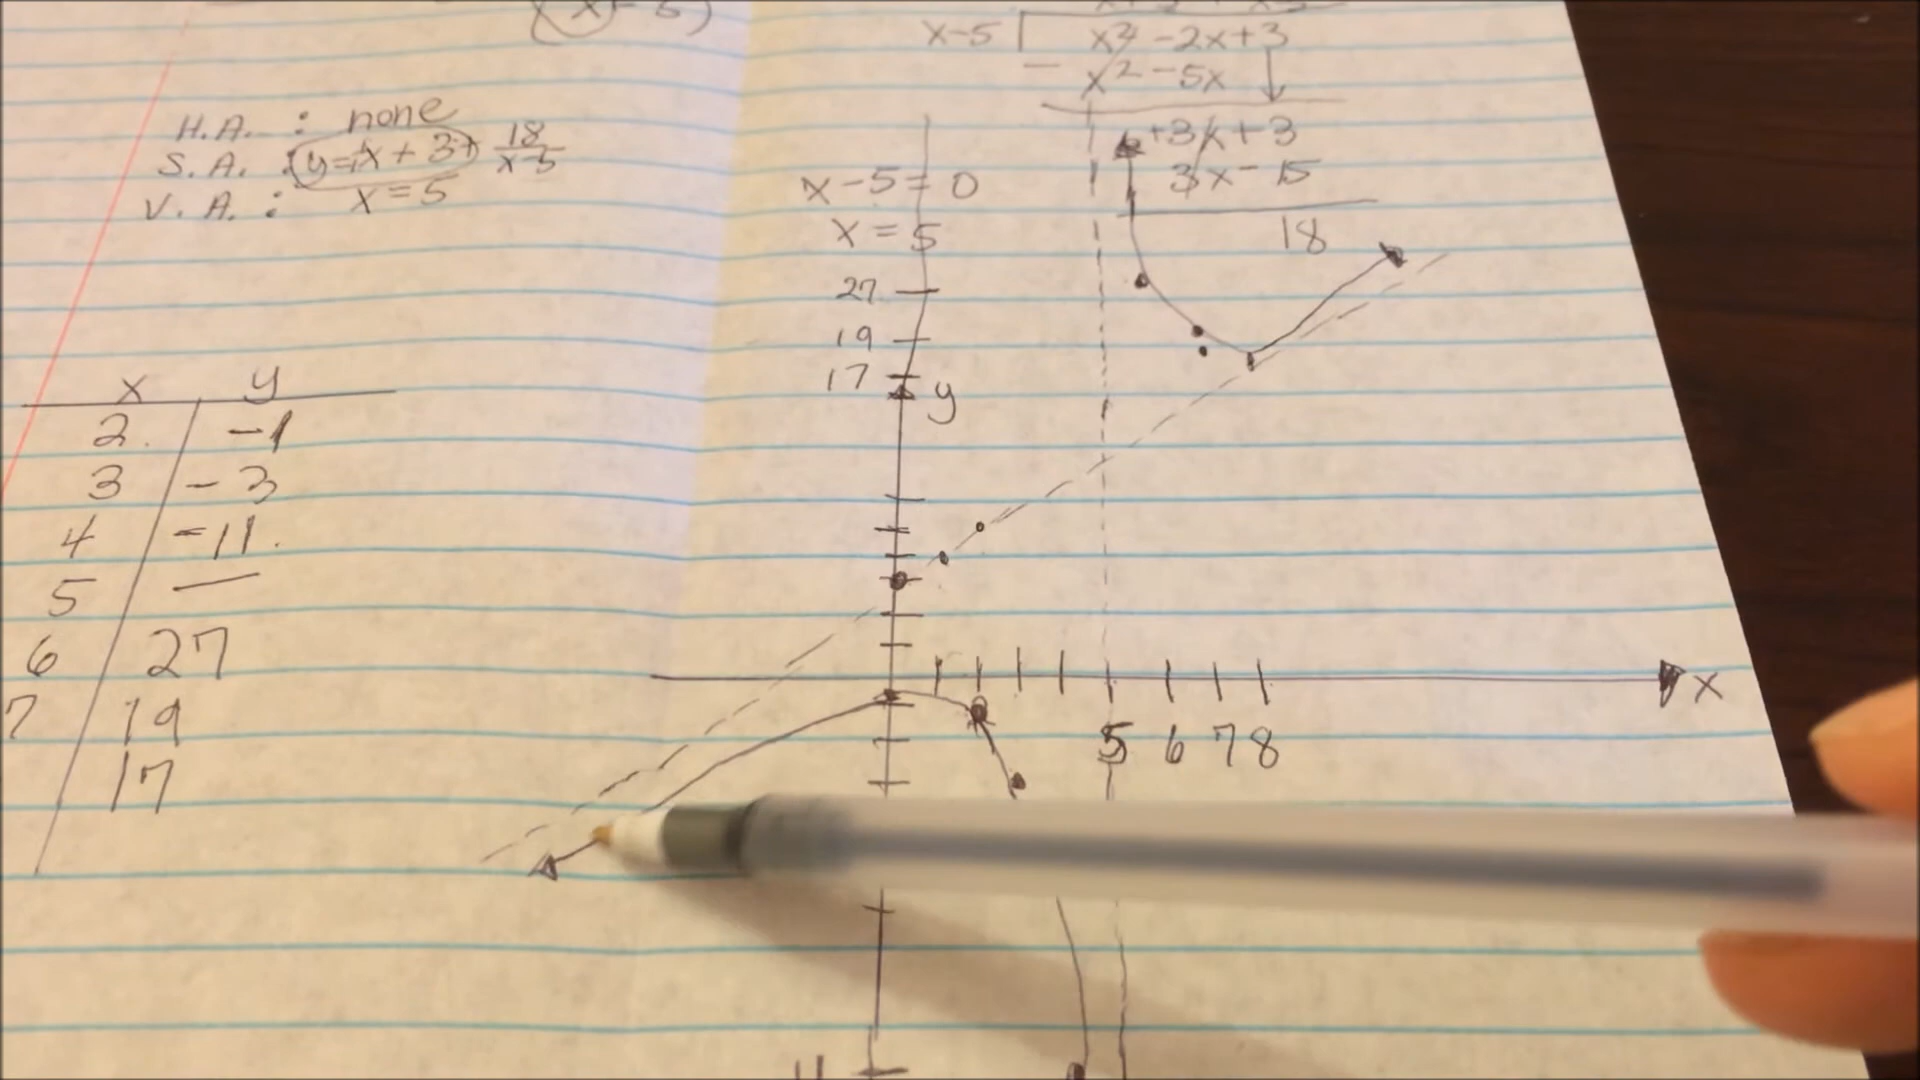 x-5)
x-5 x² -2x+3
- x² -5x
+3x+3
3x-15
18
H.A. : none
S.A. : y=x+3+ 18/x-5
V.A. : x=5
x-5=0
x=5
27
19
17
y
x y
2 -1
3 -3
4 -11
5 —
6 27
7 19
17
x
5 6 7 8